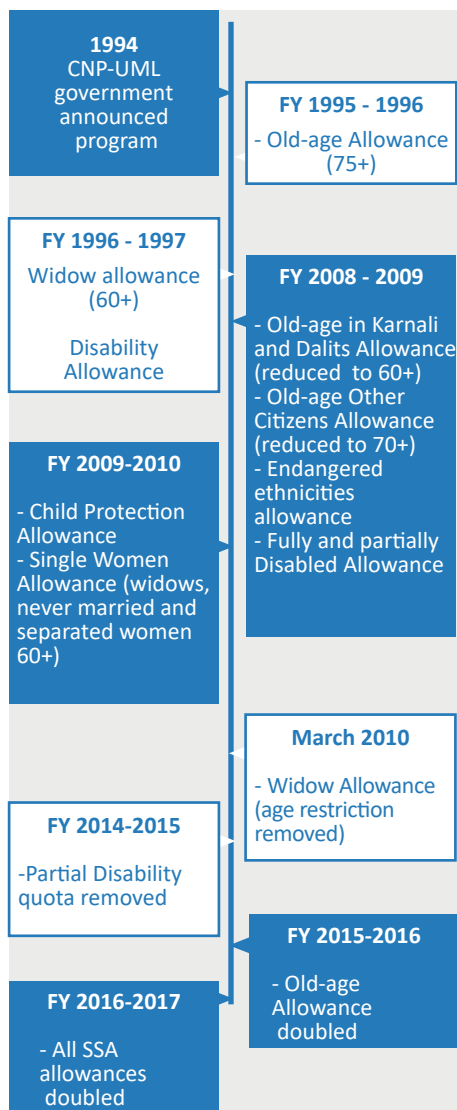 1994
CNP-UML
government
announced
program
FY 1995 - 1996
- Old-age Allowance
(75+)
FY 1996 - 1997
Widow allowance
(60+)
Disability
Allowance
FY 2008 - 2009
- Old-age in Karnali
and Dalits Allowance
(reduced to 60+)
- Old-age Other
Citizens Allowance
(reduced to 70+)
- Endangered
ethnicities
allowance
- Fully and partially
Disabled Allowance
FY 2009-2010
- Child Protection
Allowance
- Single Women
Allowance (widows,
never married and
separated women
60+)
March 2010
- Widow Allowance
(age restriction
removed)
FY 2014-2015
-Partial Disability
quota removed
FY 2015-2016
- Old-age
Allowance
doubled
FY 2016-2017
- All SSA
allowances
doubled